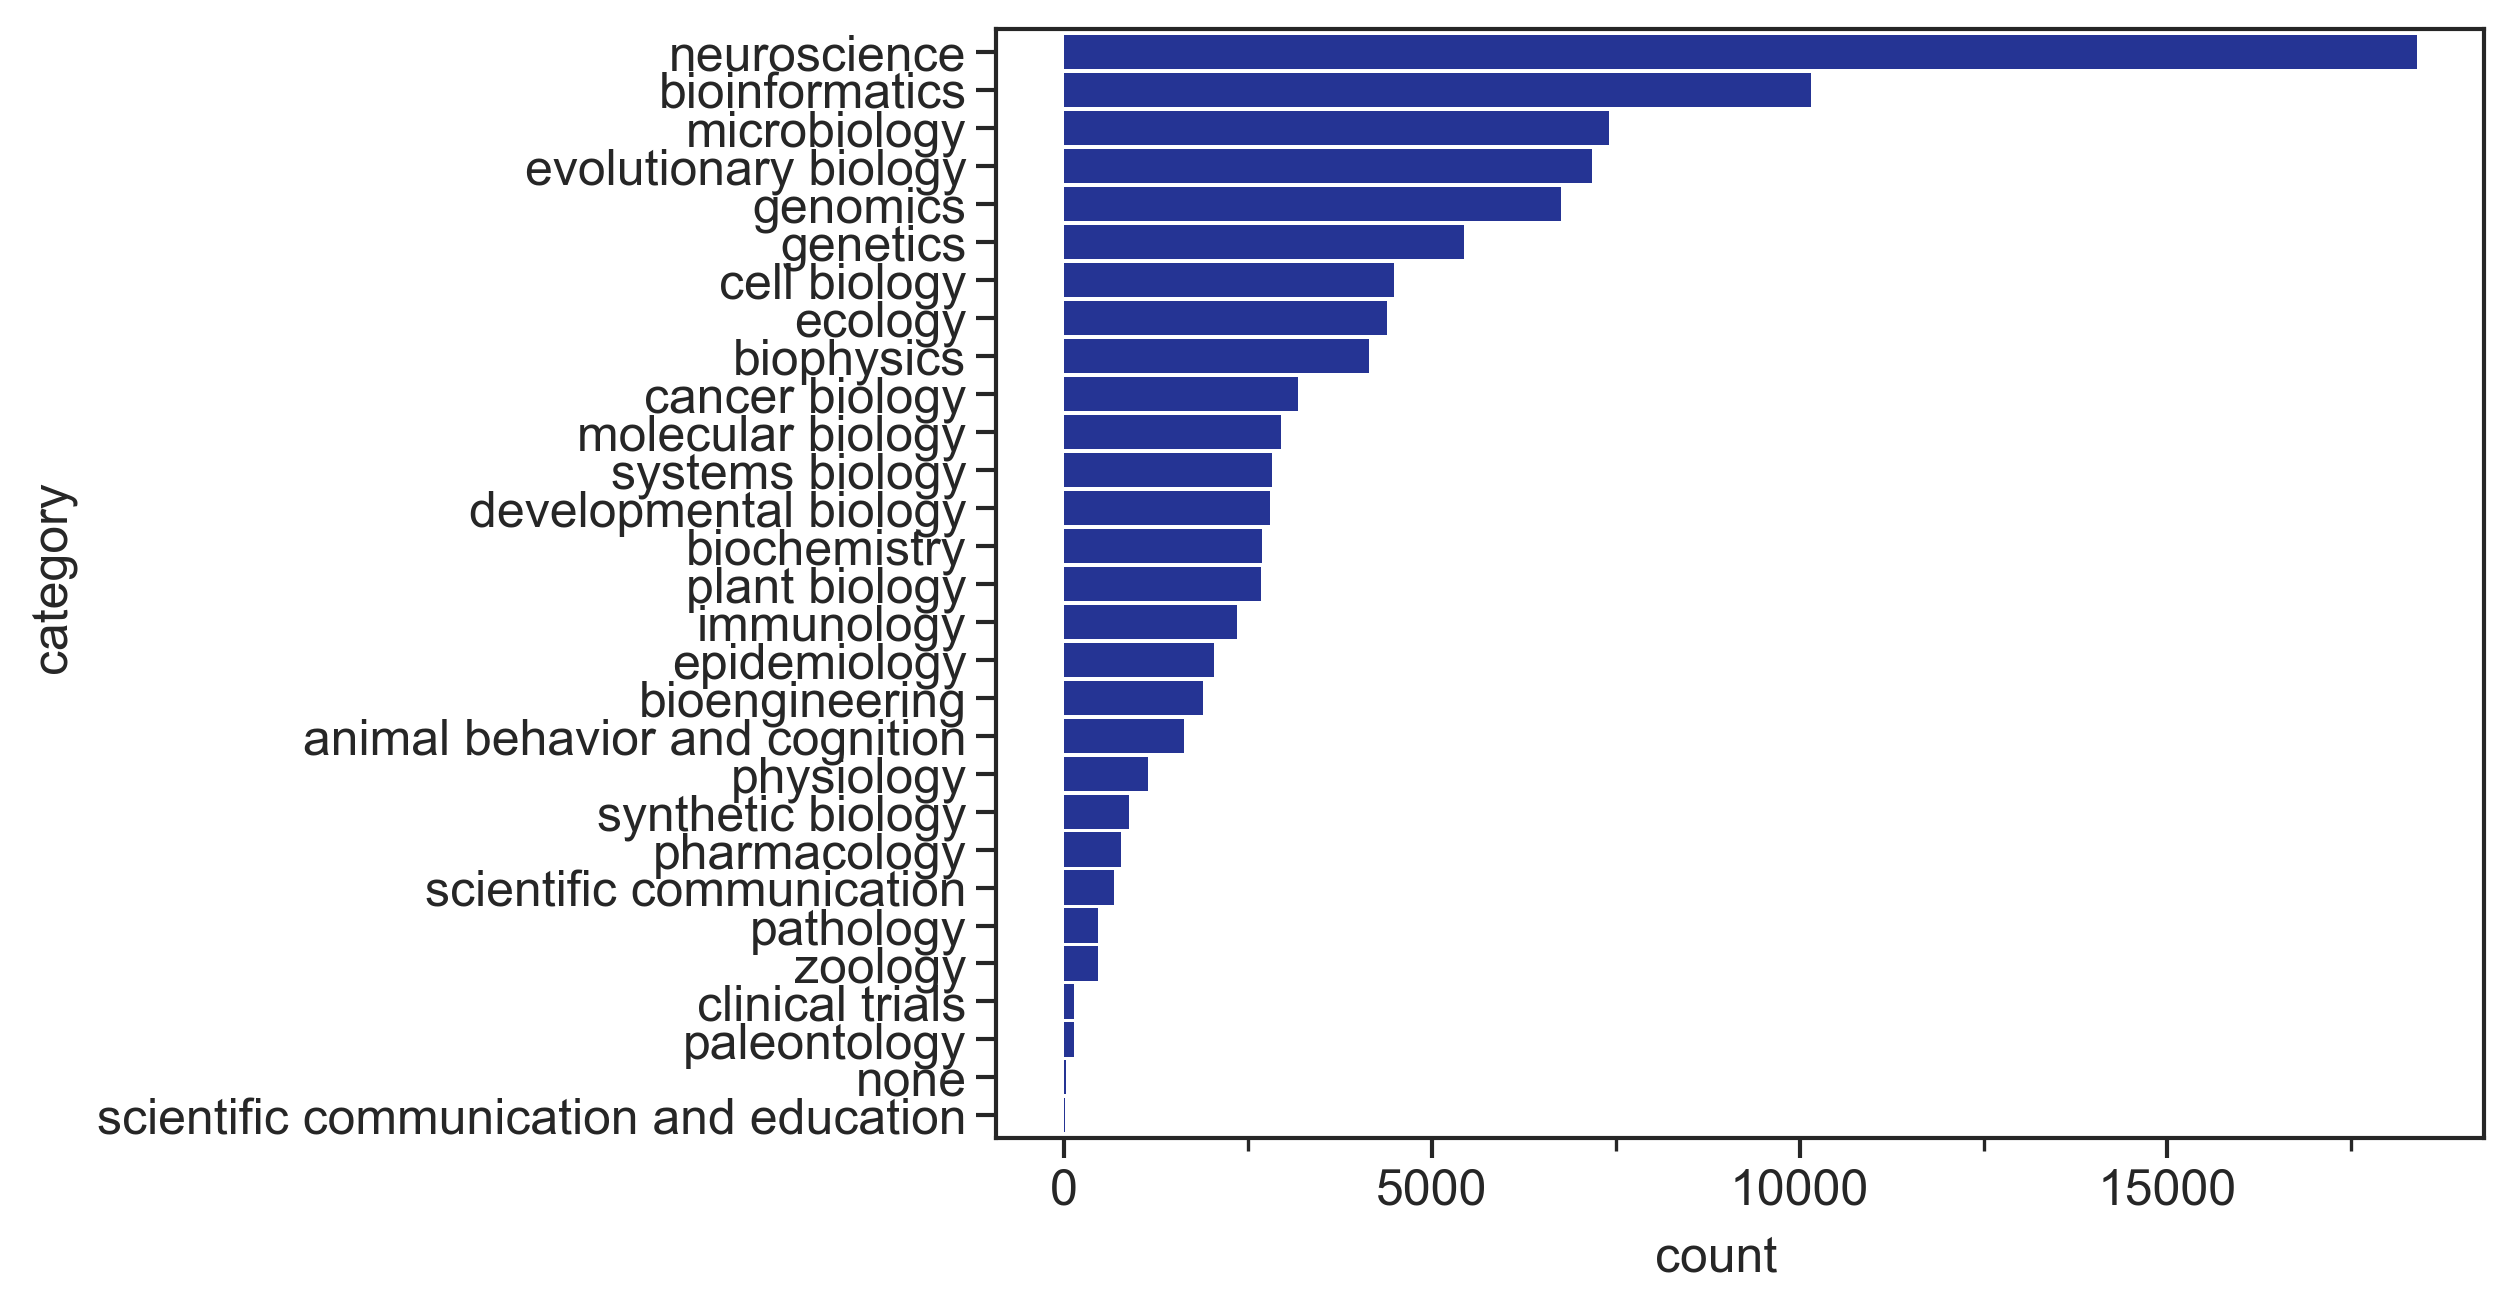 neuroscience
bioinformatics
microbiology
evolutionary biology
genomics
genetics
cell biology
ecology
biophysics
cancer biology
molecular biology
systems biology
developmental biology
biochemistry
plant biology
immunology
epidemiology
bioengineering
animal behavior and cognition
physiology
synthetic biology
pharmacology
scientific communication
pathology
zoology
clinical trials
paleontology
none
scientific communication and education
category
0 5000 10000 15000
count